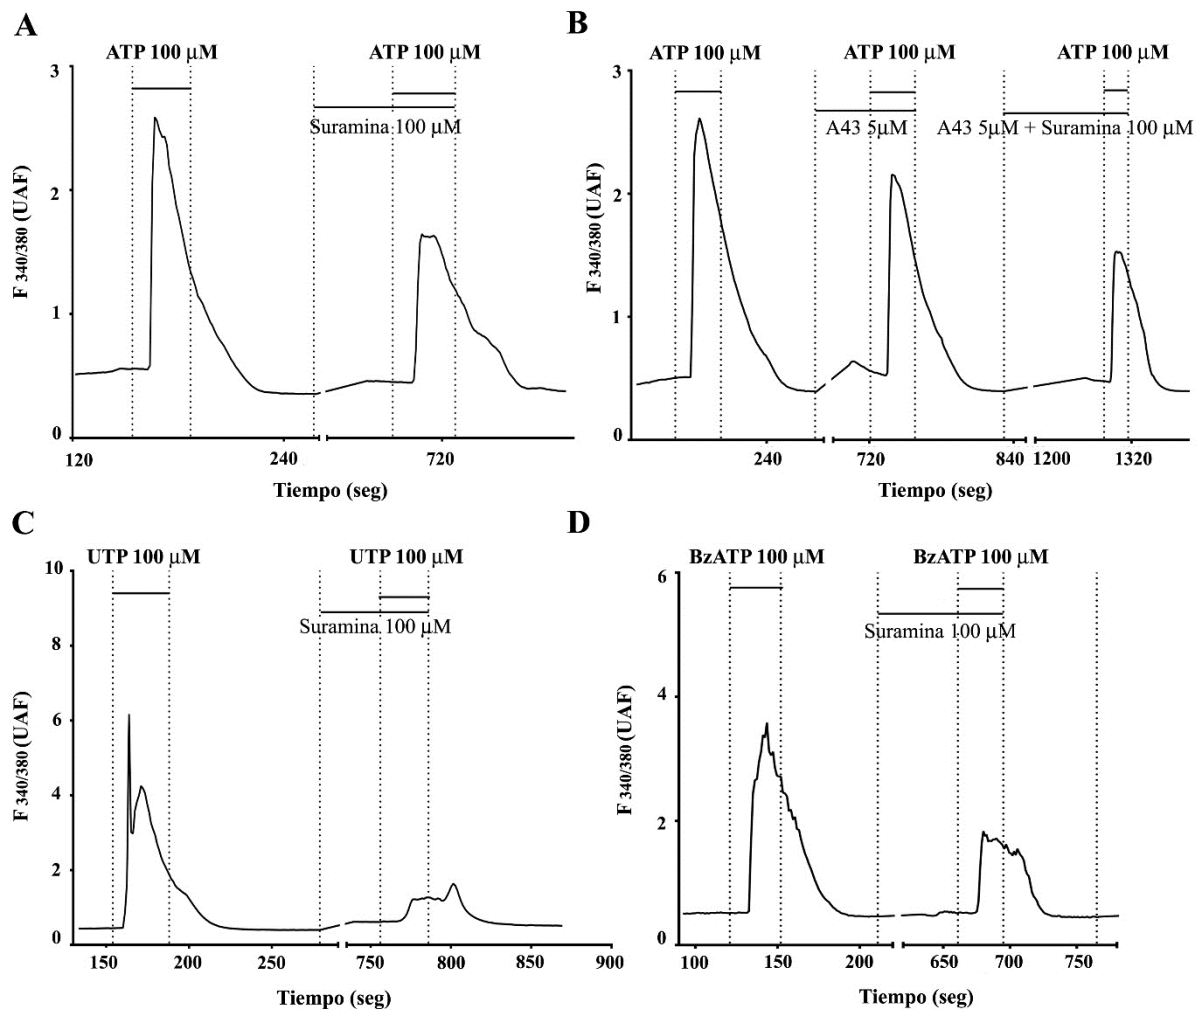 A
ATP 100 µM
ATP 100 µM
Suramina 100 µM
F 340/380 (UAF)
3
2
1
0
120
240
720
Tiempo (seg)
B
ATP 100 µM
ATP 100 µM
ATP 100 µM
A43 5µM
A43 5µM + Suramina 100 µM
F 340/380 (UAF)
3
2
1
0
240
720
840
1200
1320
Tiempo (seg)
C
UTP 100 µM
UTP 100 µM
Suramina 100 µM
F 340/380 (UAF)
10
8
6
4
2
0
150
200
250
750
800
850
900
Tiempo (seg)
D
BzATP 100 µM
BzATP 100 µM
Suramina 100 µM
F 340/380 (UAF)
6
4
2
0
100
150
200
650
700
750
Tiempo (seg)